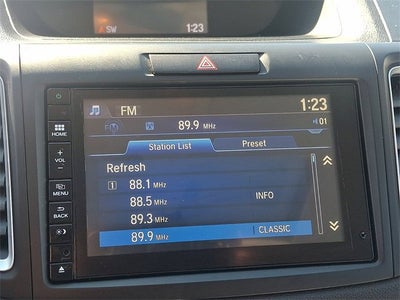 SW 1:23
FM 1:23
89.9 MHz 01
Station List Preset
Refresh
1 88.1 MHz
88.5 MHz INFO
89.3 MHz
89.9 MHz CLASSIC
HOME
+
VOL
−
MENU
BACK